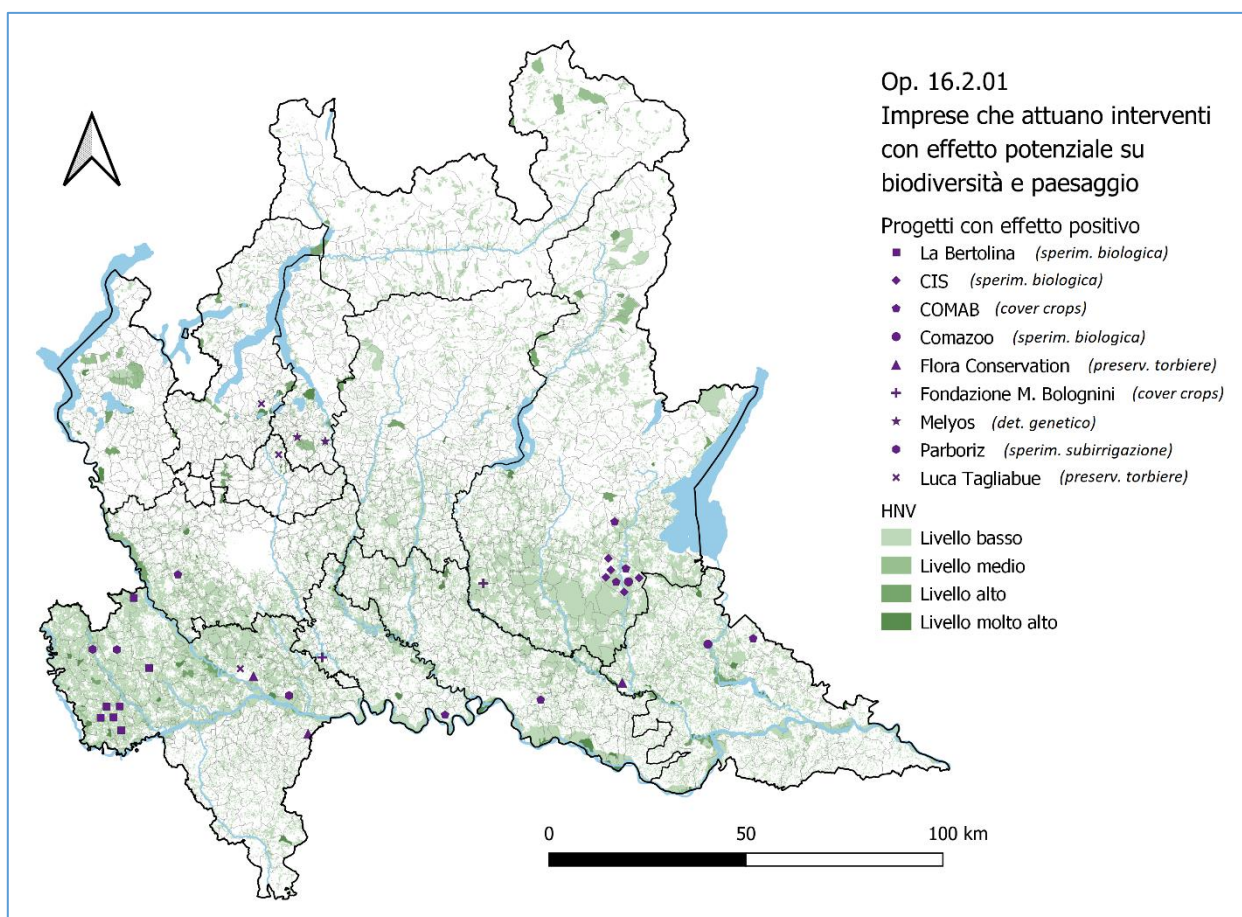 Op. 16.2.01
Imprese che attuano interventi
con effetto potenziale su
biodiversità e paesaggio
Progetti con effetto positivo
La Bertolina (sperim. biologica)
CIS (sperim. biologica)
COMAB (cover crops)
Comazoo (sperim. biologica)
Flora Conservation (preserv. torbiere)
Fondazione M. Bolognini (cover crops)
Melyos (det. genetico)
Parboriz (sperim. subirrigazione)
Luca Tagliabue (preserv. torbiere)
HNV
Livello basso
Livello medio
Livello alto
Livello molto alto
0 50 100 km